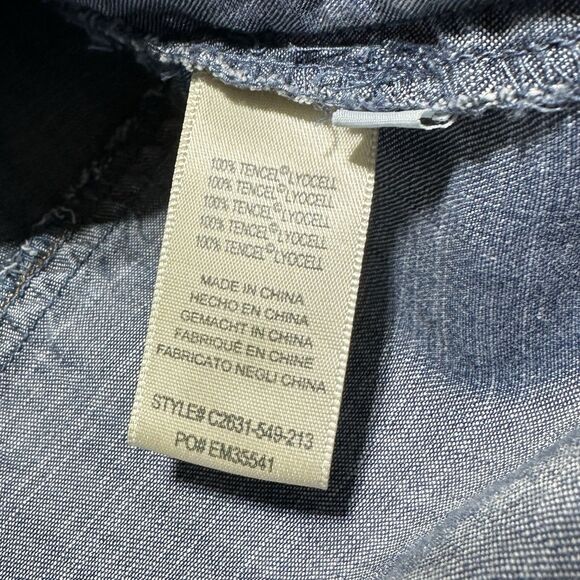 100% TENCEL©LYOCELL
100% TENCEL©LYOCELL
100% TENCEL©LYOCELL
100% TENCEL©LYOCELL
100% TENCEL©LYOCELL
MADE IN CHINA
HECHO EN CHINA
GEMACHT IN CHINA
FABRIQUÉ EN CHINE
FABRICATO NEGLI CHINA
STYLE# C2631-549-213
PO# EM35541